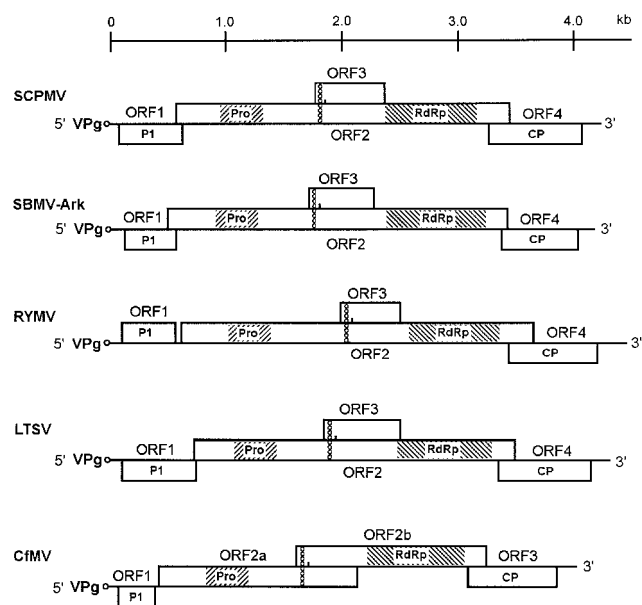 0 1.0 2.0 3.0 4.0 kb
ORF3
SCPMV
ORF1 Pro RdRp ORF4
5' VPg P1 ORF2 CP 3'
ORF3
SBMV-Ark
ORF1 Pro RdRp ORF4
5' VPg P1 ORF2 CP 3'
ORF3
RYMV
ORF1 P1 Pro RdRp ORF4
5' VPg ORF2 CP 3'
ORF3
LTSV
ORF1 Pro RdRp ORF4
5' VPg P1 ORF2 CP 3'
ORF2b
CfMV
ORF2a RdRp ORF3
ORF1 Pro CP 3'
5' VPg P1